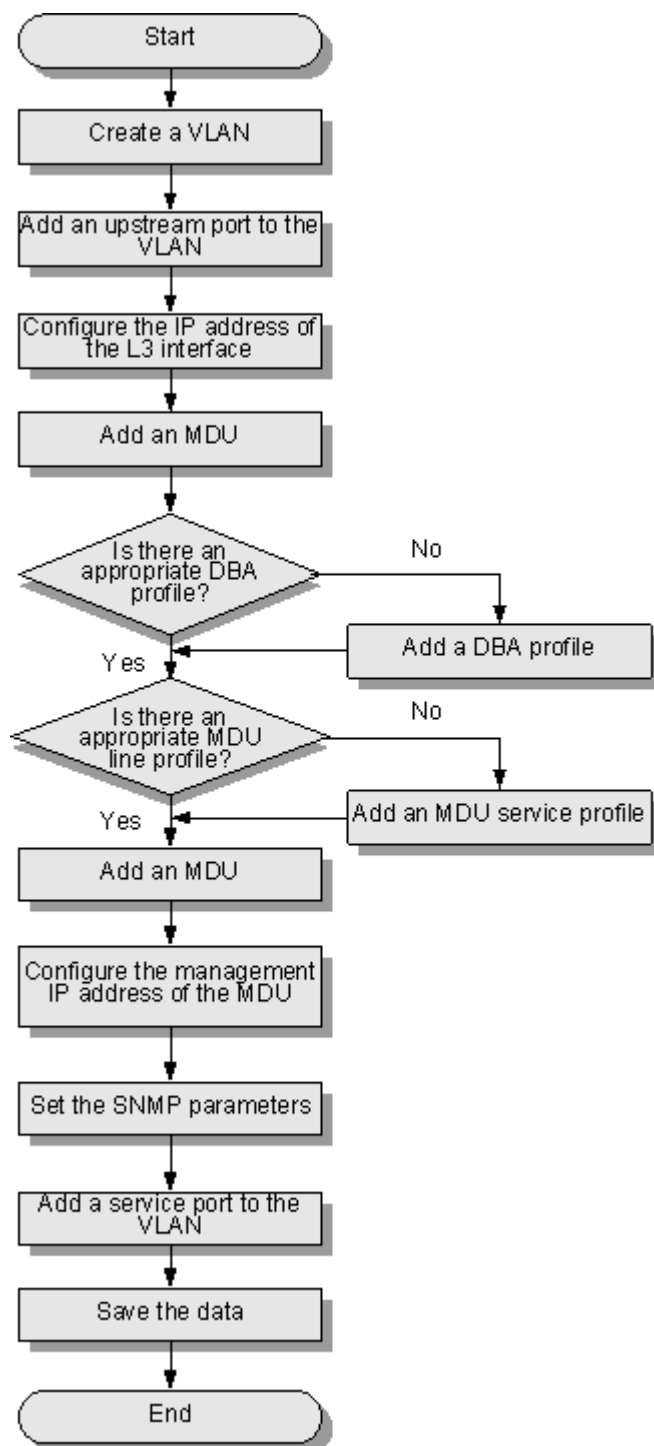 Start
Create a VLAN
Add an upstream port to the
VLAN
Configure the IP address of
the L3 interface
Add an MDU
Is there an
appropriate DBA
profile?
No
Add a DBA profile
Yes
Is there an
appropriate MDU
line profile?
No
Add an MDU service profile
Yes
Add an MDU
Configure the management
IP address of the MDU
Set the SNMP parameters
Add a service port to the
VLAN
Save the data
End